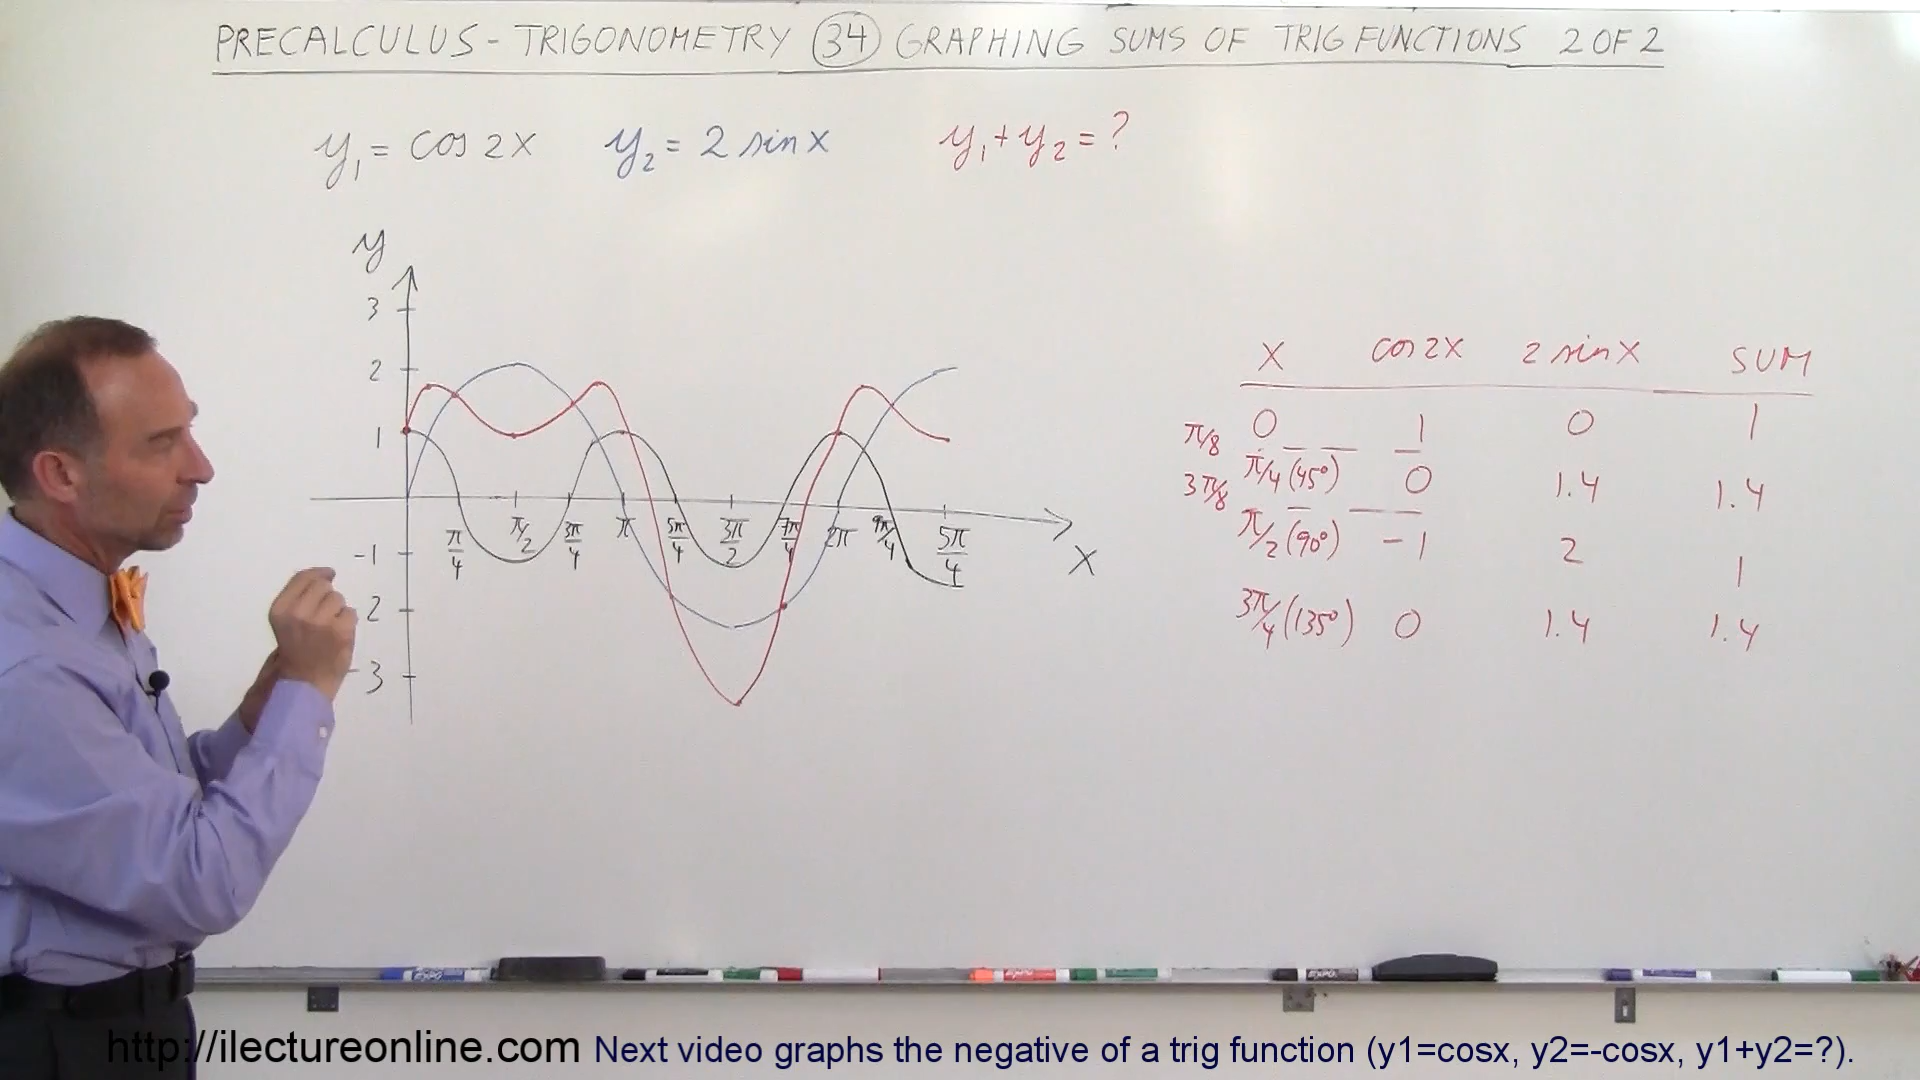 PRECALCULUS - TRIGONOMETRY 34 GRAPHING SUMS OF TRIG FUNCTIONS 2 OF 2
y₁ = cos 2x y₂ = 2 sin x y₁ + y₂ = ?
y
3
2
1
-1
2
-3
π/4 π/2 3π/4 π 5π/4 3π/2 7π/4 2π 9π/4 5π/4
x
x cos 2x 2 sin x SUM
0 1 0 1
π/8
π/4 (45°) 0 1.4 1.4
3π/8
π/2 (90°) -1 2 1
3π/4 (135°) 0 1.4 1.4
EXPO
http://ilectureonline.com Next video graphs the negative of a trig function (y1=cosx, y2=-cosx, y1+y2=?).